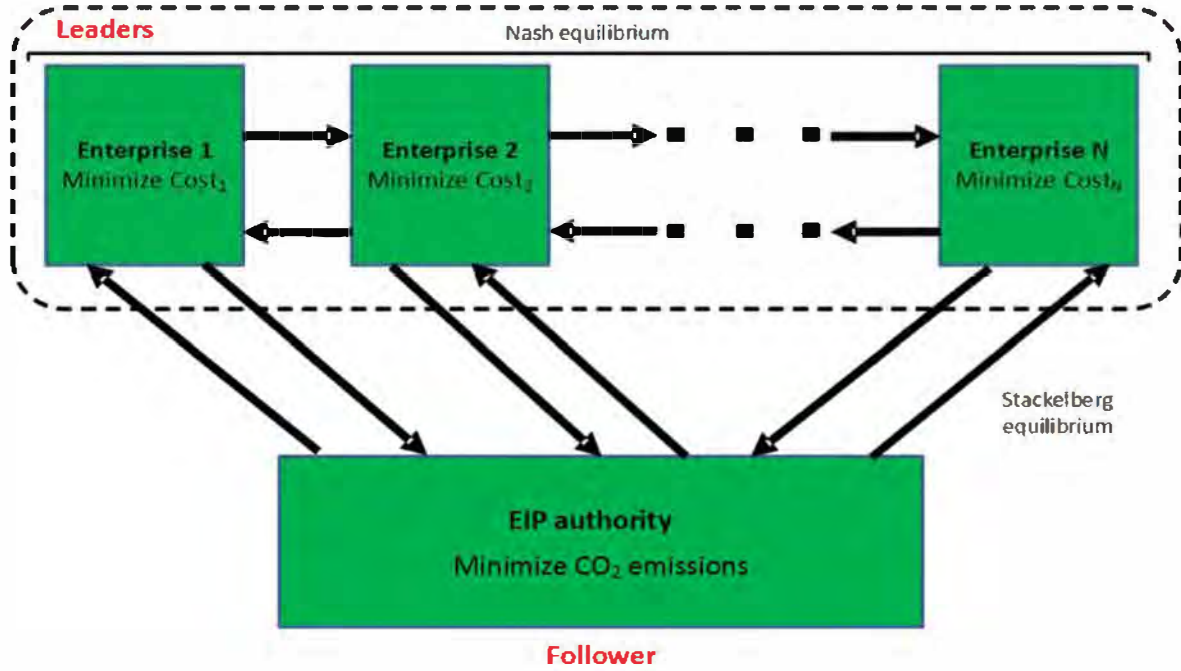 Leaders
Nash equilibrium
Enterprise 1
Minimize Cost₁
Enterprise 2
Minimize Cost₂
Enterprise N
Minimize Cost_N
Stackelberg
equilibrium
EIP authority
Minimize CO₂ emissions
Follower